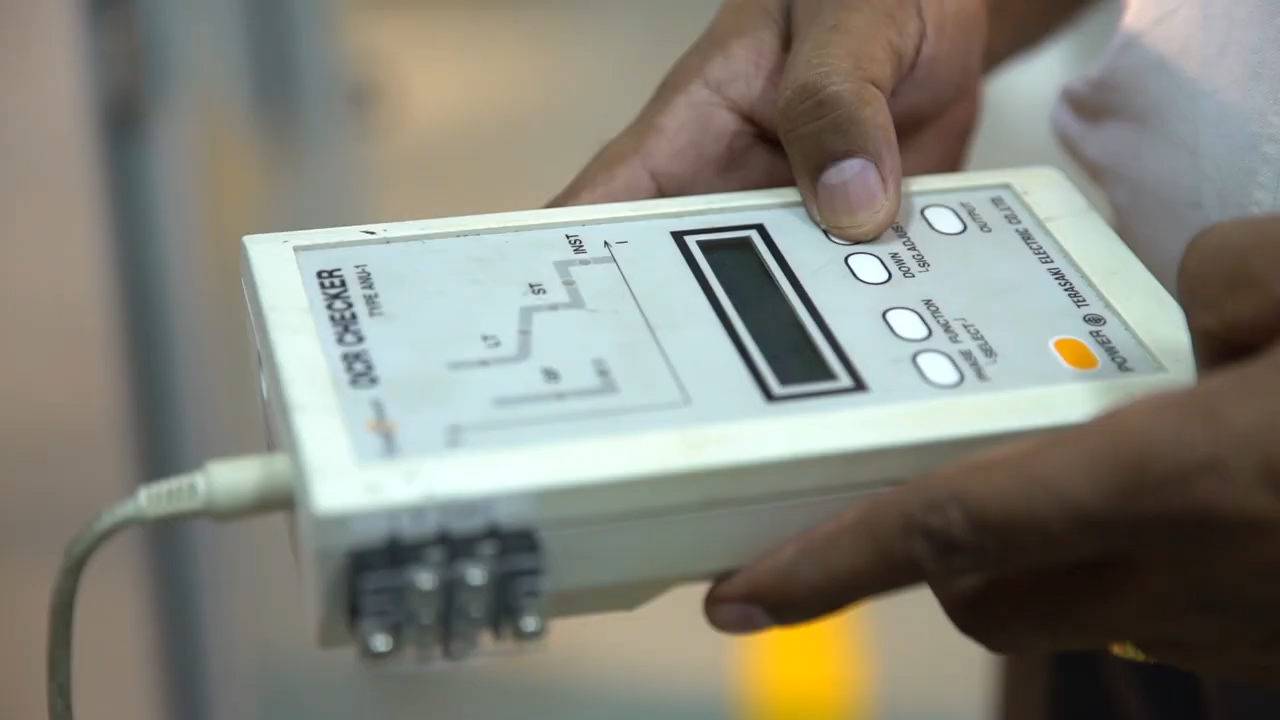 OCR CHECKER
TYPE ANU-1
LT
ST
INST
I
GF
DOWN
SIG.ADJUST
OUTPUT
PHASE FUNCTION
SELECT
POWER
TERASAKI ELECTRIC CO.,LTD.